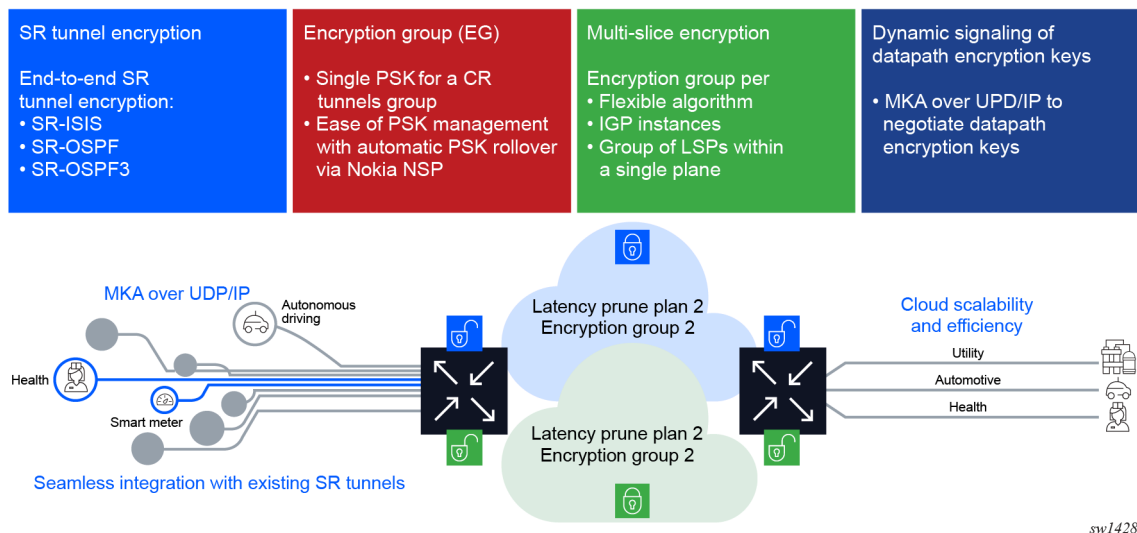 SR tunnel encryption
End-to-end SR
tunnel encryption:
• SR-ISIS
• SR-OSPF
• SR-OSPF3
Encryption group (EG)
• Single PSK for a CR
tunnels group
• Ease of PSK management
with automatic PSK rollover
via Nokia NSP
Multi-slice encryption
Encryption group per
• Flexible algorithm
• IGP instances
• Group of LSPs within
a single plane
Dynamic signaling of
datapath encryption keys
• MKA over UPD/IP to
negotiate datapath
encryption keys
MKA over UDP/IP
Autonomous
driving
Health
Smart meter
Seamless integration with existing SR tunnels
Latency prune plan 2
Encryption group 2
Latency prune plan 2
Encryption group 2
Cloud scalability
and efficiency
Utility
Automotive
Health
sw1428